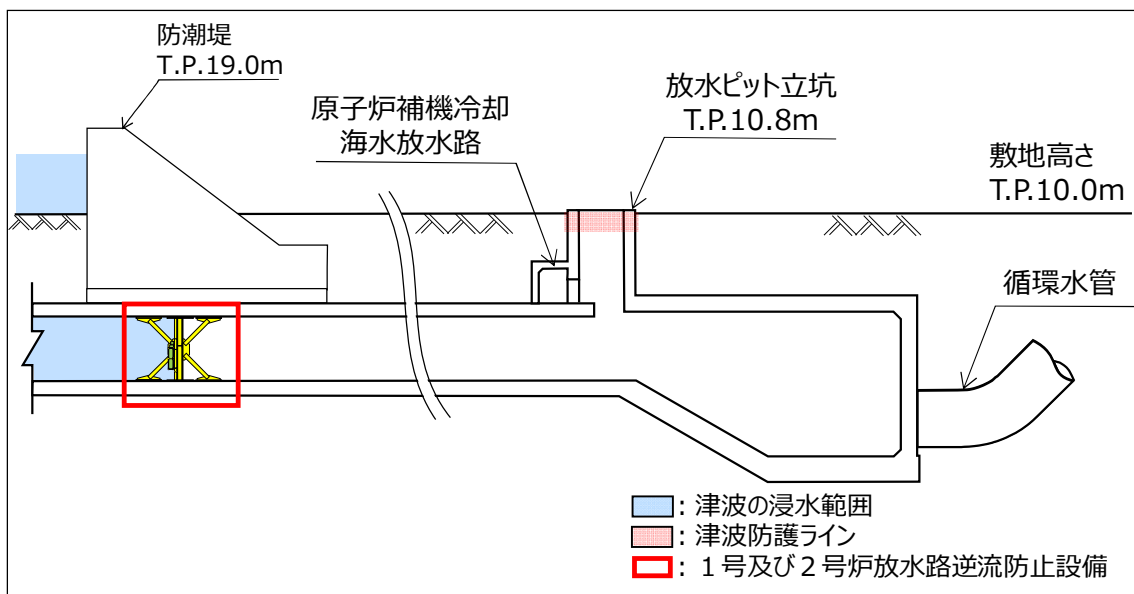 防潮堤
T.P.19.0m
原子炉補機冷却
海水放水路
放水ピット立坑
T.P.10.8m
敷地高さ
T.P.10.0m
循環水管
：津波の浸水範囲
：津波防護ライン
：１号及び２号炉放水路逆流防止設備